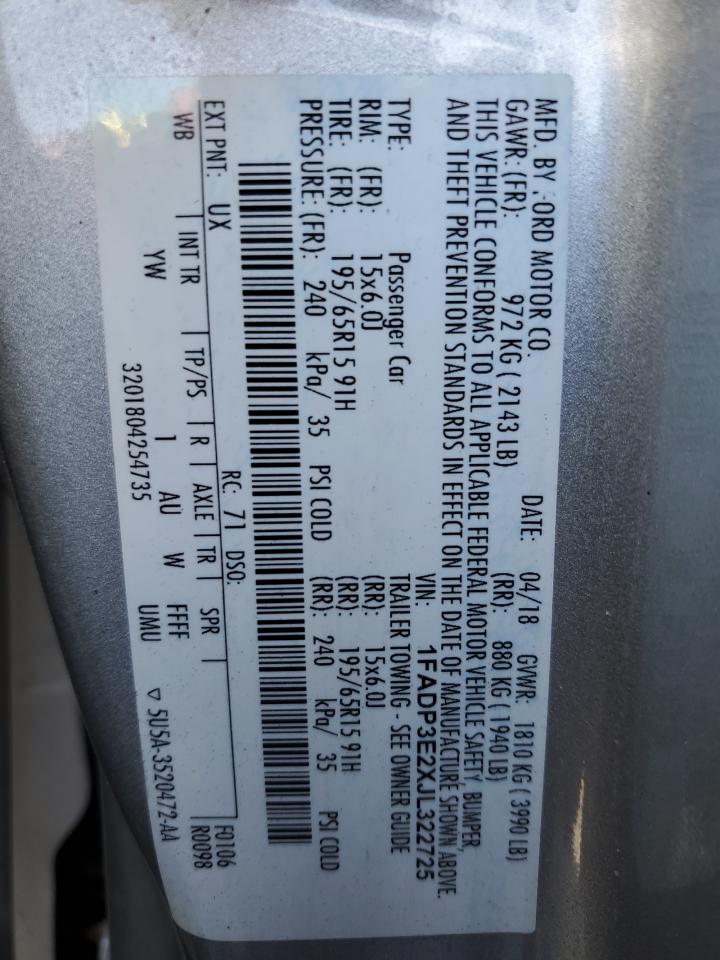 MFD. BY FORD MOTOR CO. DATE: 04/18 GVWR: 1810 KG ( 3990 LB)
GAWR: (FR): 972 KG ( 2143 LB) (RR): 880 KG ( 1940 LB)
THIS VEHICLE CONFORMS TO ALL APPLICABLE FEDERAL MOTOR VEHICLE SAFETY, BUMPER,
AND THEFT PREVENTION STANDARDS IN EFFECT ON THE DATE OF MANUFACTURE SHOWN ABOVE.
VIN: 1FADP3E2XJL322725
TYPE: Passenger Car TRAILER TOWING - SEE OWNER GUIDE
RIM: (FR): 15x6.0J (RR): 15x6.0J
TIRE: (FR): 195/65R15 91H (RR): 195/65R15 91H
PRESSURE: (FR): 240 kPa/ 35 PSI COLD (RR): 240 kPa/ 35 PSI COLD
EXT PNT: UX RC: 71 DSO: F0106
WB INT TR TP/PS R AXLE TR SPR R0098
YW 1 AU W FFFF
UMU ▽ 5U5A-3520472-AA
3201804254735